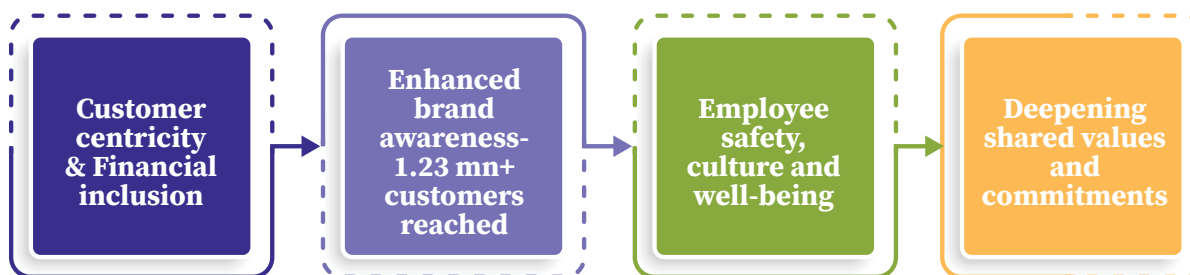 Customer
centricity
& Financial
inclusion
Enhanced
brand
awareness-
1.23 mn+
customers
reached
Employee
safety,
culture and
well-being
Deepening
shared values
and
commitments